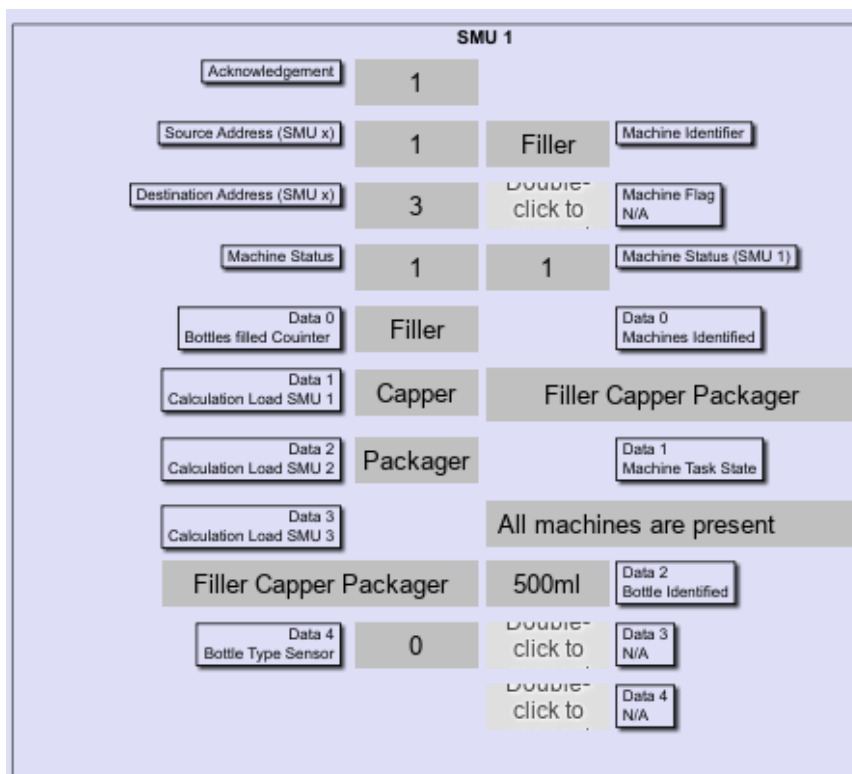 SMU 1
Acknowledgement
1
Source Address (SMU x)
1
Filler
Machine Identifier
Destination Address (SMU x)
3
Double-
click to
Machine Flag
N/A
Machine Status
1
1
Machine Status (SMU 1)
Data 0
Bottles filled Couinter
Filler
Data 0
Machines Identified
Data 1
Calculation Load SMU 1
Capper
Filler Capper Packager
Data 2
Calculation Load SMU 2
Packager
Data 1
Machine Task State
Data 3
Calculation Load SMU 3
All machines are present
Filler Capper Packager
500ml
Data 2
Bottle Identified
Data 4
Bottle Type Sensor
0
Double-
click to
Data 3
N/A
Double-
click to
Data 4
N/A